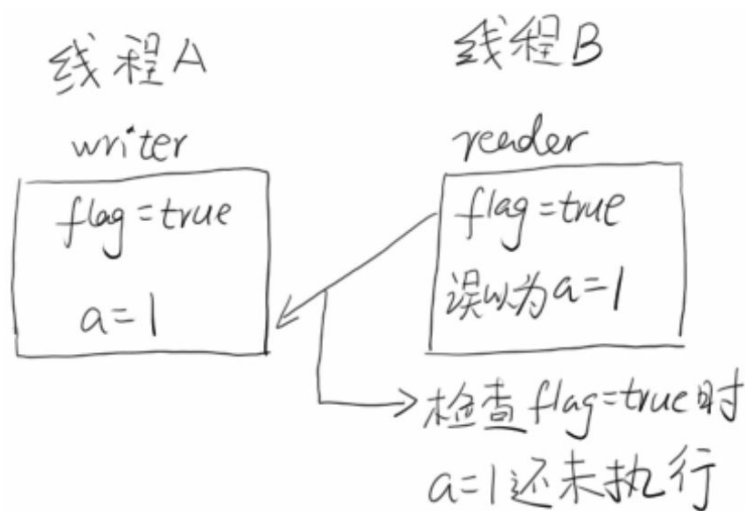 线程A
writer
flag=true
a=1
线程B
reader
flag=true
误以为a=1
检查flag=true时
a=1还未执行